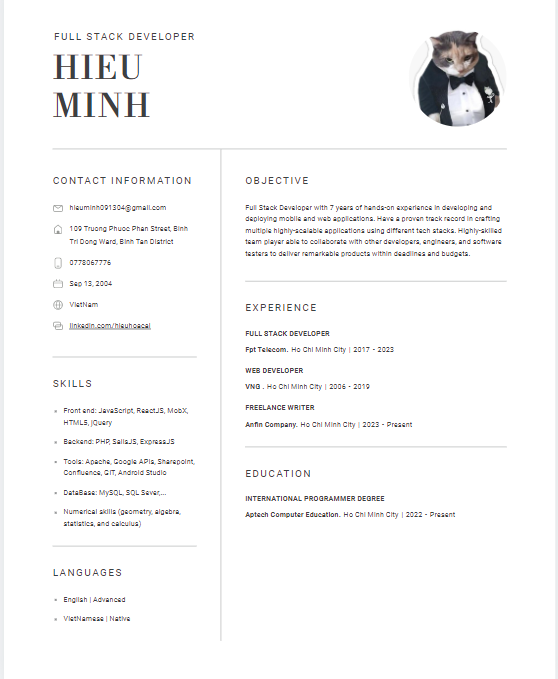 FULL STACK DEVELOPER
HIEU
MINH
CONTACT INFORMATION
hieuminh091304@gmail.com
109 Truong Phuoc Phan Street, Binh
Tri Dong Ward, Binh Tan District
0778067776
Sep 13, 2004
VietNam
linkedin.com/hieuhoacai
SKILLS
Front end: JavaScript, ReactJS, MobX,
HTML5, jQuery
Backend: PHP, SailsJS, ExpressJS
Tools: Apache, Google APIs, Sharepoint,
Confluence, GIT, Android Studio
DataBase: MySQL, SQL Sever,...
Numerical skills (geometry, algebra,
statistics, and calculus)
LANGUAGES
English | Advanced
VietNamese | Native
OBJECTIVE
Full Stack Developer with 7 years of hands-on experience in developing and
deploying mobile and web applications. Have a proven track record in crafting
multiple highly-scalable applications using different tech stacks. Highly-skilled
team player able to collaborate with other developers, engineers, and software
testers to deliver remarkable products within deadlines and budgets.
EXPERIENCE
FULL STACK DEVELOPER
Fpt Telecom. Ho Chi Minh City | 2017 - 2023
WEB DEVELOPER
VNG . Ho Chi Minh City | 2006 - 2019
FREELANCE WRITER
Anfin Company. Ho Chi Minh City | 2023 - Present
EDUCATION
INTERNATIONAL PROGRAMMER DEGREE
Aptech Computer Education. Ho Chi Minh City | 2022 - Present